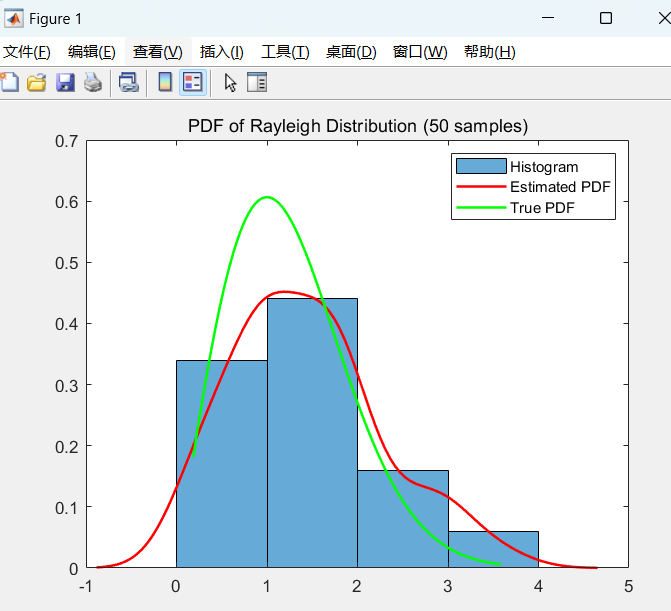 Figure 1
文件(F) 编辑(E) 查看(V) 插入(I) 工具(T) 桌面(D) 窗口(W) 帮助(H)
PDF of Rayleigh Distribution (50 samples)
0.7
0.6
0.5
0.4
0.3
0.2
0.1
0
Histogram
Estimated PDF
True PDF
-1 0 1 2 3 4 5